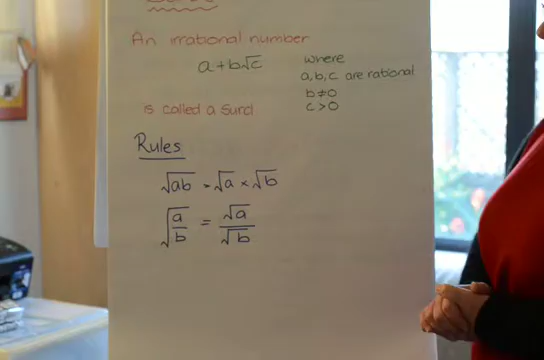 An irrational number
a + b√c
where
a, b, c are rational
b ≠ 0
c > 0
is called a surd
Rules
√ab = √a × √b
√(a/b) = √a/√b